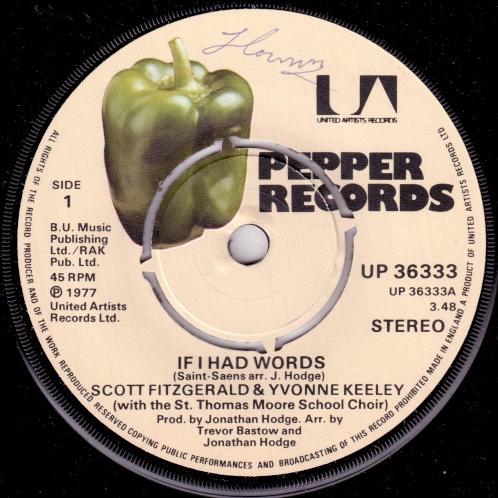 UNITED ARTISTS RECORDS
PEPPER
RECORDS
SIDE
1
B.U. Music
Publishing
Ltd./RAK
Pub. Ltd.
45 RPM
Ⓟ 1977
United Artists
Records Ltd.
UP 36333
UP 36333A
3.48
STEREO
IF I HAD WORDS
(Saint-Saens arr. J. Hodge)
SCOTT FITZGERALD & YVONNE KEELEY
(with the St. Thomas Moore School Choir)
Prod. by Jonathan Hodge. Arr. by
Trevor Bastow and
Jonathan Hodge
ALL RIGHTS OF THE RECORD PRODUCER AND OF THE OWNER OF THE WORK REPRODUCED RESERVED COPYING PUBLIC PERFORMANCES AND BROADCASTING OF THIS RECORD PROHIBITED. MADE IN ENGLAND A PRODUCT OF UNITED ARTISTS RECORDS LTD